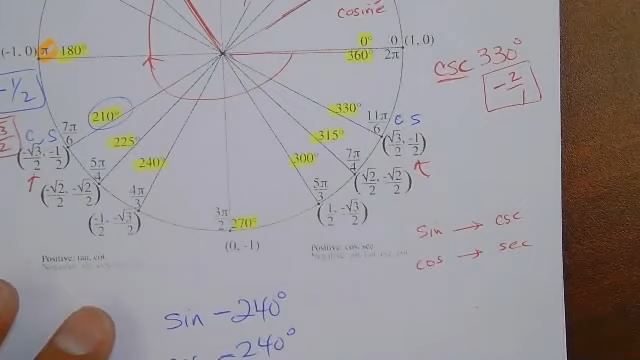 cosine
(-1, 0) π 180°
0° 0 (1, 0)
360° 2π
csc 330°
-2/1
-1/2
210°
330°
C, S
7π/6
(-√3/2, -1/2)
225°
5π/4
(-√2/2, -√2/2)
240°
4π/3
(-1/2, -√3/2)
3π/2 270°
(0, -1)
300°
5π/3
(1/2, -√3/2)
315°
7π/4
(√2/2, -√2/2)
11π/6
C S
(√3/2, -1/2)
sin → csc
cos → sec
Positive: tan, cot
Positive: cos, sec
sin -240°
-240°